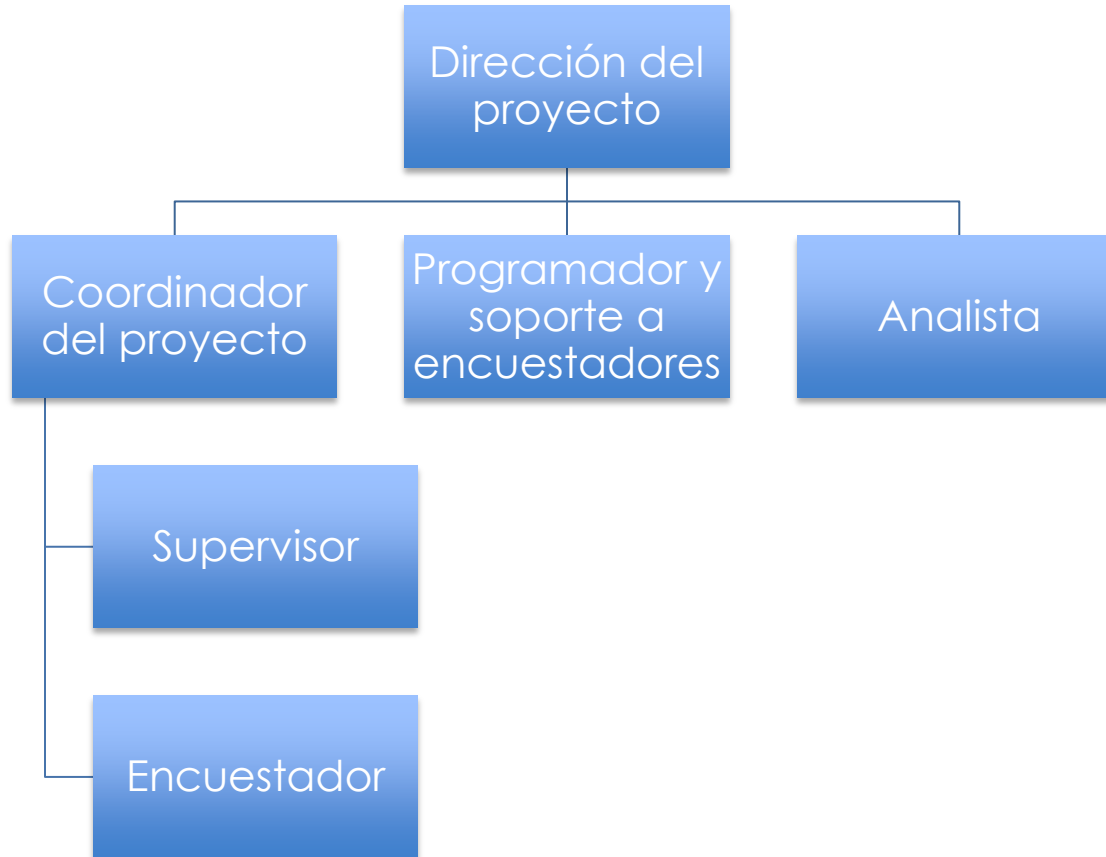 Dirección del
proyecto
Coordinador
del proyecto
Programador y
soporte a
encuestadores
Analista
Supervisor
Encuestador